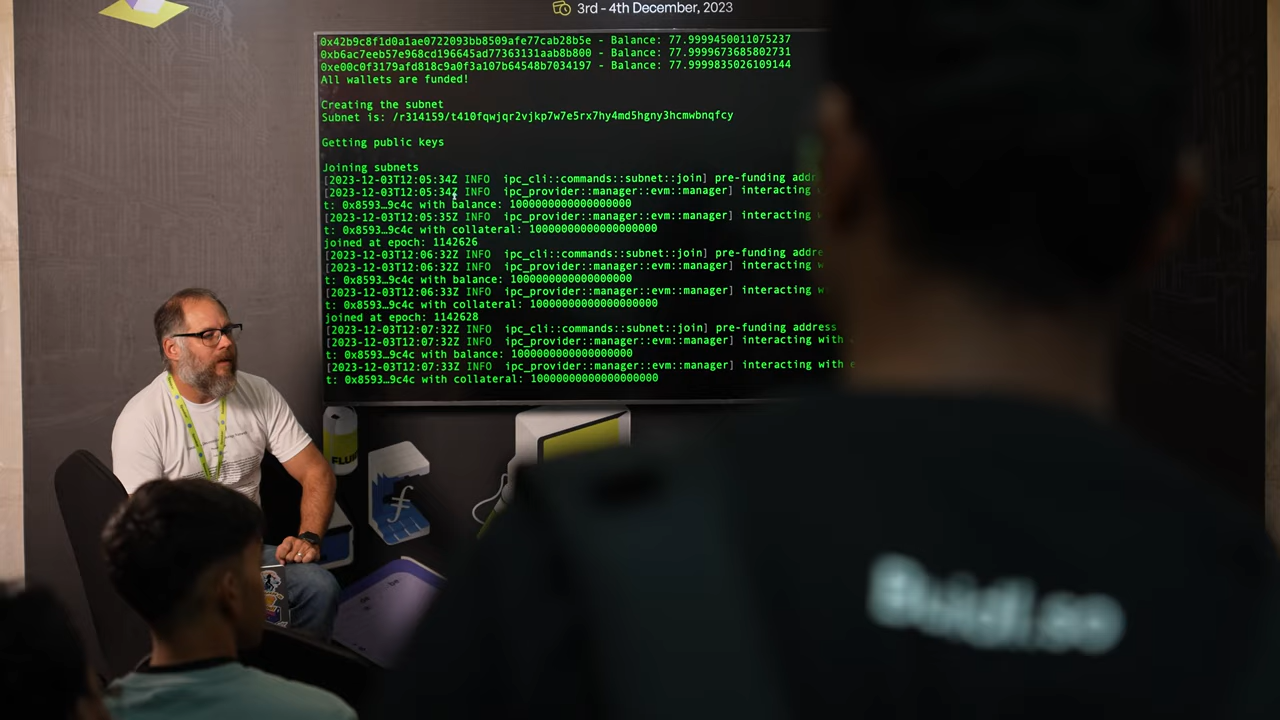 3rd - 4th December, 2023
0x42b9c8f1d0a1ae0722093bb8509afe77cab28b5e - Balance: 77.9999450011075237
0xb6ac7eeb57e968cd196645ad77363131aab8b800 - Balance: 77.9999673685802731
0xe00c0f3179afd818c9a0f3a107b64548b7034197 - Balance: 77.9999835026109144
All wallets are funded!
Creating the subnet
Subnet is: /r314159/t410fqwjqr2vjkp7w7e5rx7hy4md5hgny3hcmwbnqfcy
Getting public keys
Joining subnets
[2023-12-03T12:05:34Z INFO ipc_cli::commands::subnet::join] pre-funding addr
[2023-12-03T12:05:34Z INFO ipc_provider::manager::evm::manager] interacting
t: 0x8593…9c4c with balance: 1000000000000000000
[2023-12-03T12:05:35Z INFO ipc_provider::manager::evm::manager] interacting
t: 0x8593…9c4c with collateral: 10000000000000000000
joined at epoch: 1142626
[2023-12-03T12:06:32Z INFO ipc_cli::commands::subnet::join] pre-funding addre
[2023-12-03T12:06:32Z INFO ipc_provider::manager::evm::manager] interacting w
t: 0x8593…9c4c with balance: 1000000000000000000
[2023-12-03T12:06:33Z INFO ipc_provider::manager::evm::manager] interacting w
t: 0x8593…9c4c with collateral: 10000000000000000000
joined at epoch: 1142628
[2023-12-03T12:07:32Z INFO ipc_cli::commands::subnet::join] pre-funding address
[2023-12-03T12:07:32Z INFO ipc_provider::manager::evm::manager] interacting with
t: 0x8593…9c4c with balance: 1000000000000000000
[2023-12-03T12:07:33Z INFO ipc_provider::manager::evm::manager] interacting with
t: 0x8593…9c4c with collateral: 10000000000000000000
Buidl.so